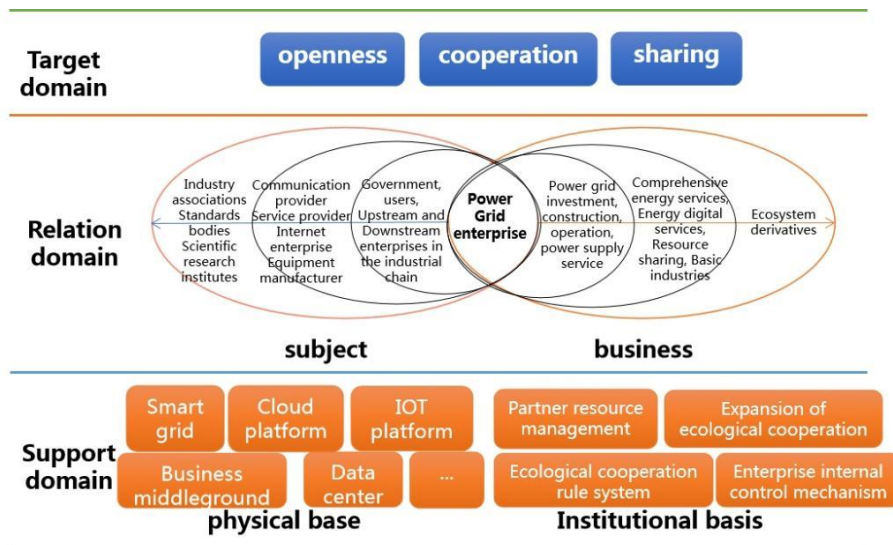 Target
domain
openness
cooperation
sharing
Relation
domain
Industry
associations
Standards
bodies
Scientific
research
institutes
Communication
provider
Service provider
Internet
enterprise
Equipment
manufacturer
Government,
users,
Upstream and
Downstream
enterprises in
the industrial
chain
Power
Grid
enterprise
Power grid
investment,
construction,
operation,
power supply
service
Comprehensive
energy services,
Energy digital
services,
Resource
sharing, Basic
industries
Ecosystem
derivatives
subject
business
Support
domain
Smart
grid
Cloud
platform
IOT
platform
Business
middleground
Data
center
...
physical base
Partner resource
management
Expansion of
ecological cooperation
Ecological cooperation
rule system
Enterprise internal
control mechanism
Institutional basis